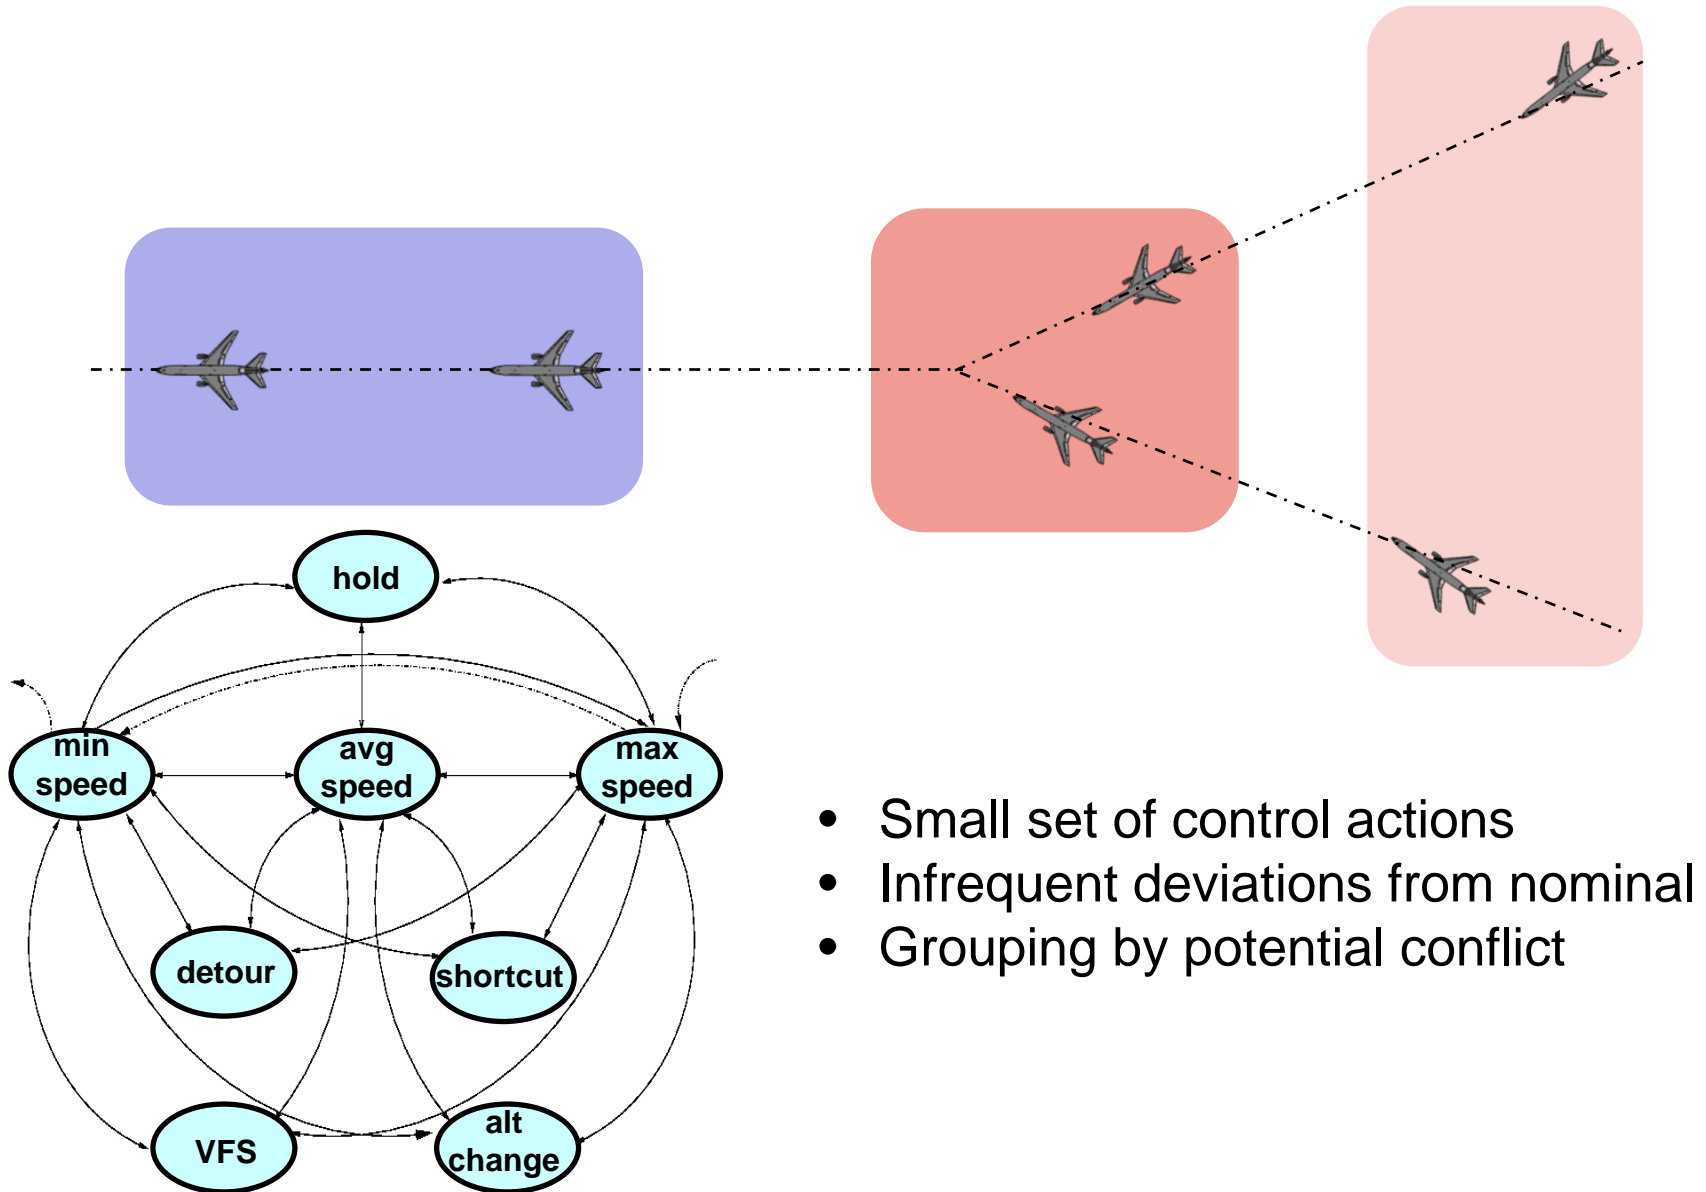 hold
min
speed
avg
speed
max
speed
detour
shortcut
VFS
alt
change
• Small set of control actions
• Infrequent deviations from nominal
• Grouping by potential conflict